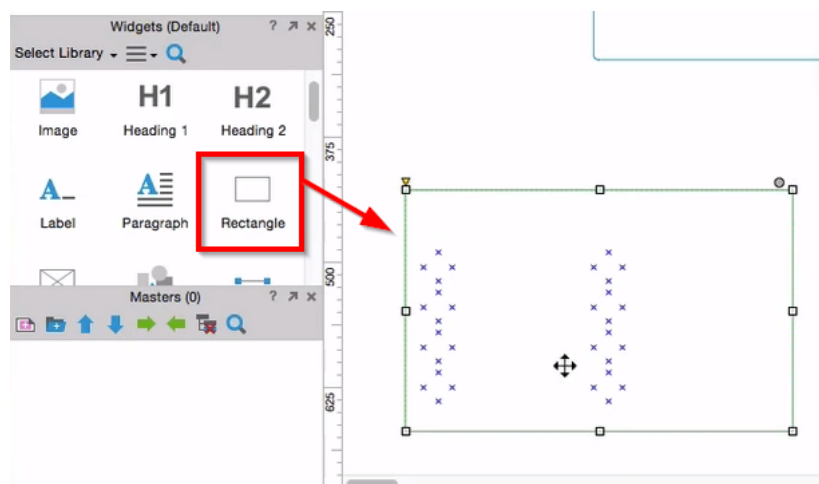 Widgets (Default) ? x
Select Library
H1 H2
Image Heading 1 Heading 2
A_ A
Label Paragraph Rectangle
Masters (0) ? x
250
375
500
625